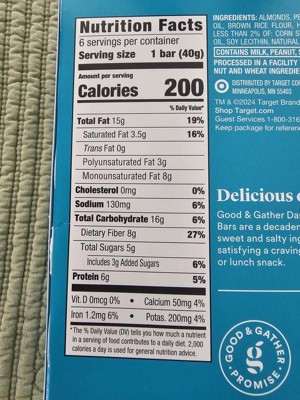 Nutrition Facts
6 servings per container
Serving size 1 bar (40g)
Amount per serving
Calories 200
% Daily Value*
Total Fat 15g 19%
Saturated Fat 3.5g 16%
Trans Fat 0g
Polyunsaturated Fat 3g
Monounsaturated Fat 8g
Cholesterol 0mg 0%
Sodium 130mg 6%
Total Carbohydrate 16g 6%
Dietary Fiber 8g 27%
Total Sugars 5g
Includes 3g Added Sugars 6%
Protein 6g 5%
Vit. D 0mcg 0% • Calcium 50mg 4%
Iron 1.2mg 6% • Potas. 200mg 4%
*The % Daily Value (DV) tells you how much a nutrient
in a serving of food contributes to a daily diet. 2,000
calories a day is used for general nutrition advice.
INGREDIENTS: ALMONDS, PE
OIL, BROWN RICE FLOUR,
LESS THAN 2% OF: CORN S
OIL, SOY LECITHIN, NATURAL
CONTAINS MILK, PEANUT,
PROCESSED IN A FACILITY
NUT AND WHEAT INGREDIE
DISTRIBUTED BY TARGET CO
MINNEAPOLIS, MN 55403
TM & ©2024 Target Brand
Shop Target.com
Guest Services 1-800-316
Keep package for referen
Delicious
Good & Gather Da
Bars are a decaden
sweet and salty ing
satisfying a craving
or lunch snack.
GOOD & GATHER
g
• PROMISE •